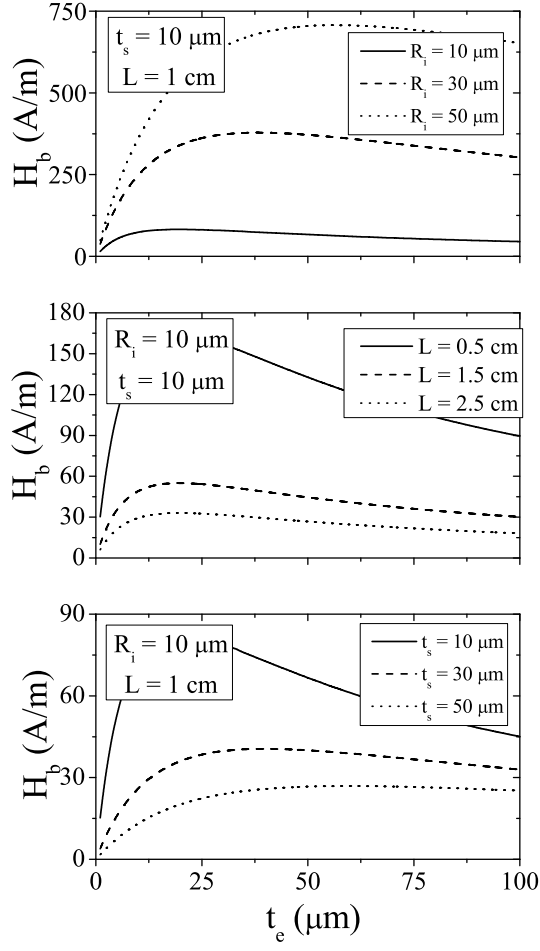 750
500
250
0
H_b (A/m)
t_s = 10 μm
L = 1 cm
R_i = 10 μm
R_i = 30 μm
R_i = 50 μm
180
150
120
90
60
30
0
H_b (A/m)
R_i = 10 μm
t_s = 10 μm
L = 0.5 cm
L = 1.5 cm
L = 2.5 cm
90
60
30
0
H_b (A/m)
R_i = 10 μm
L = 1 cm
t_s = 10 μm
t_s = 30 μm
t_s = 50 μm
0 25 50 75 100
t_e (μm)